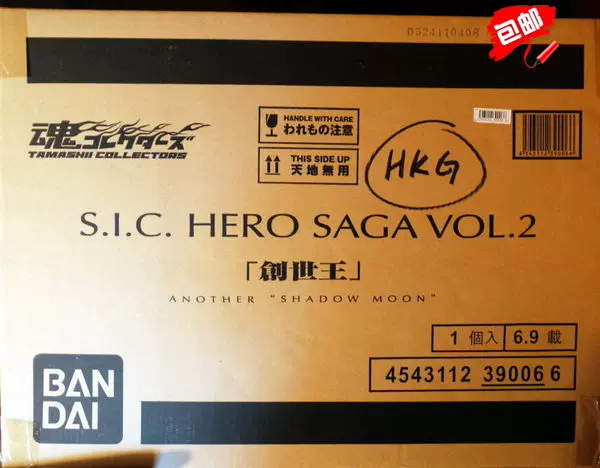 0524110408
包邮
魂コレクターズ
TAMASHII COLLECTORS
HANDLE WITH CARE
われもの注意
THIS SIDE UP
天地無用
HKG
4543112390066
S.I.C. HERO SAGA VOL.2
「創世王」
ANOTHER "SHADOW MOON"
1個入 6.9 載
4543112 39006 6
BAN
DAI